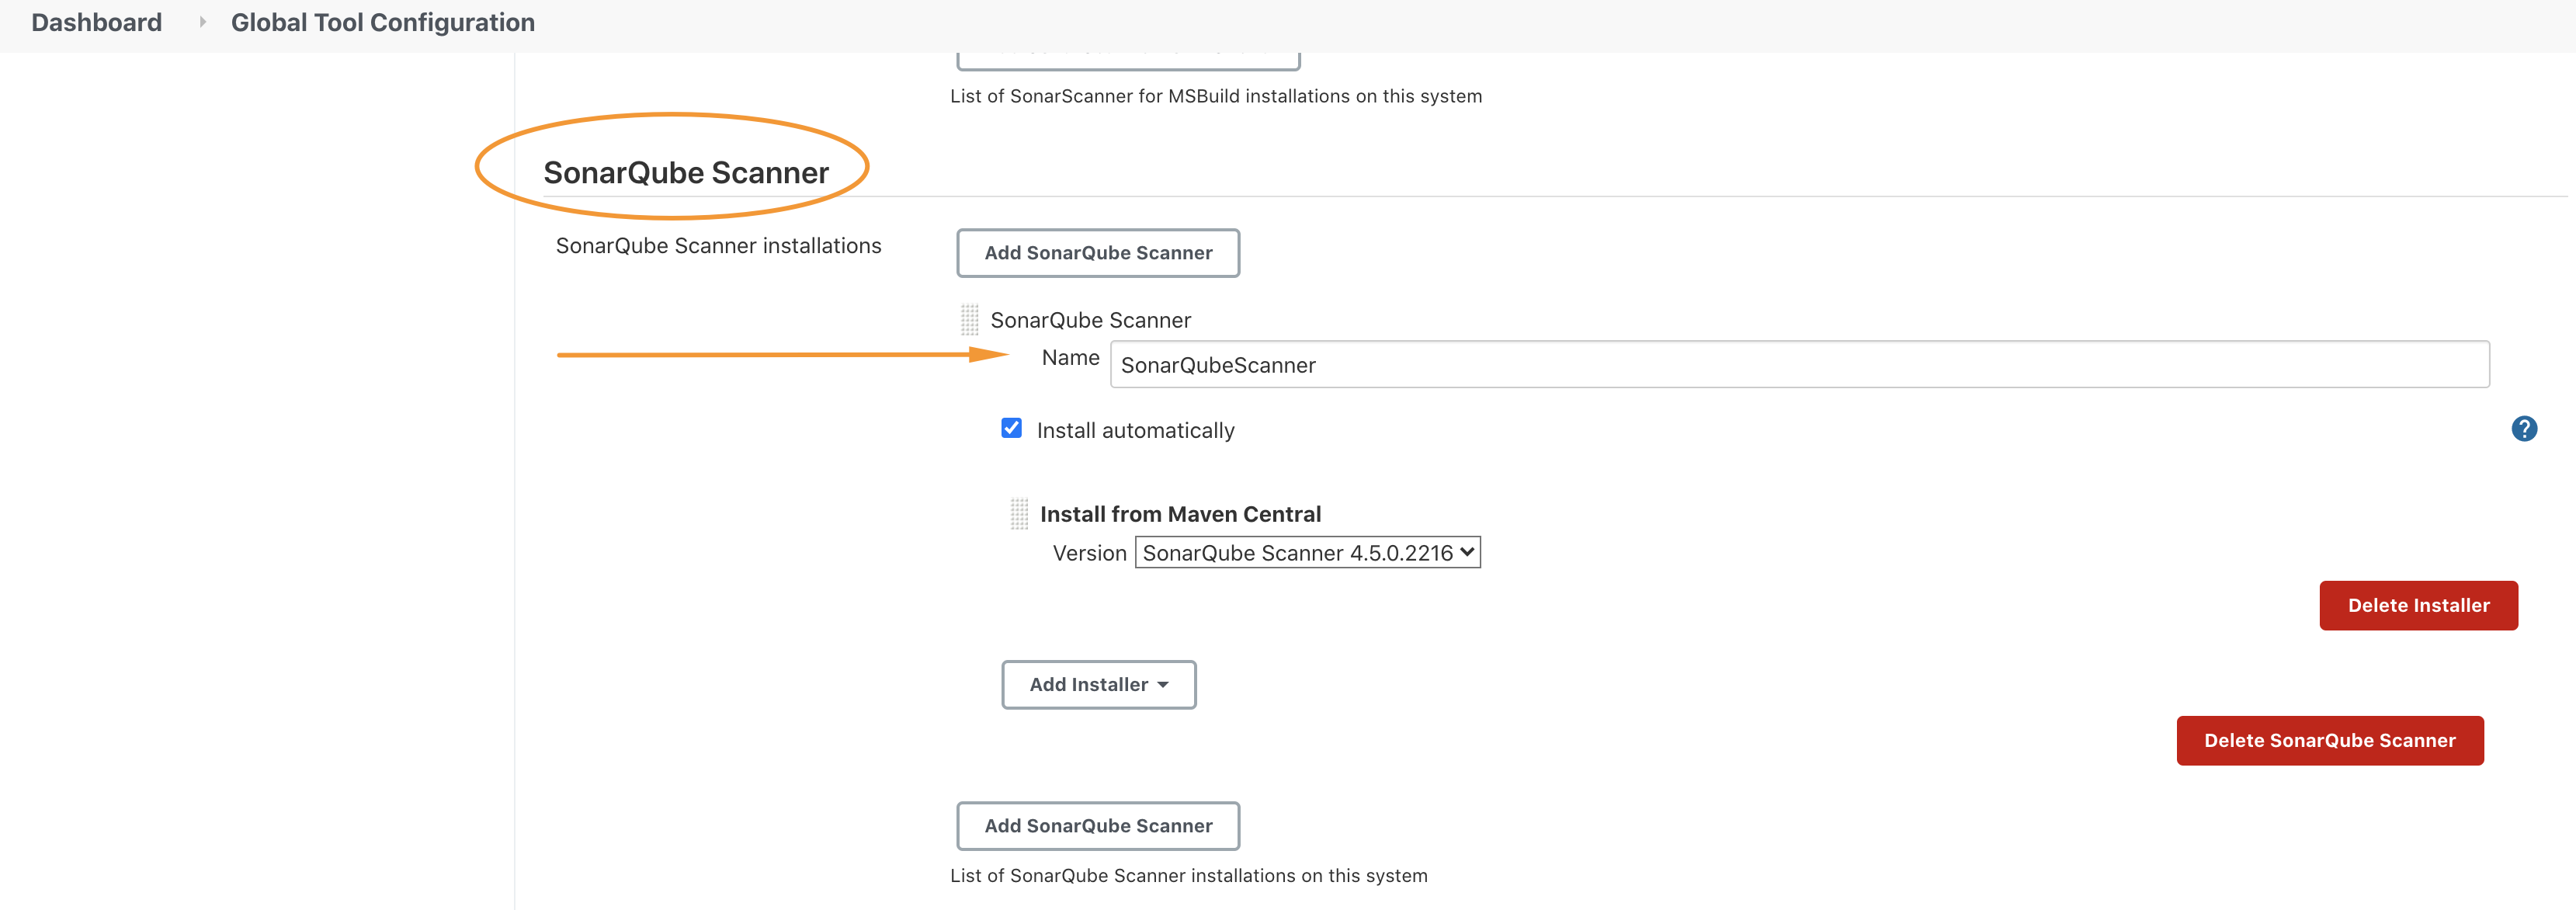 Dashboard Global Tool Configuration
List of SonarScanner for MSBuild installations on this system
SonarQube Scanner
SonarQube Scanner installations
Add SonarQube Scanner
SonarQube Scanner
Name SonarQubeScanner
Install automatically
?
Install from Maven Central
Version SonarQube Scanner 4.5.0.2216
Delete Installer
Add Installer
Delete SonarQube Scanner
Add SonarQube Scanner
List of SonarQube Scanner installations on this system